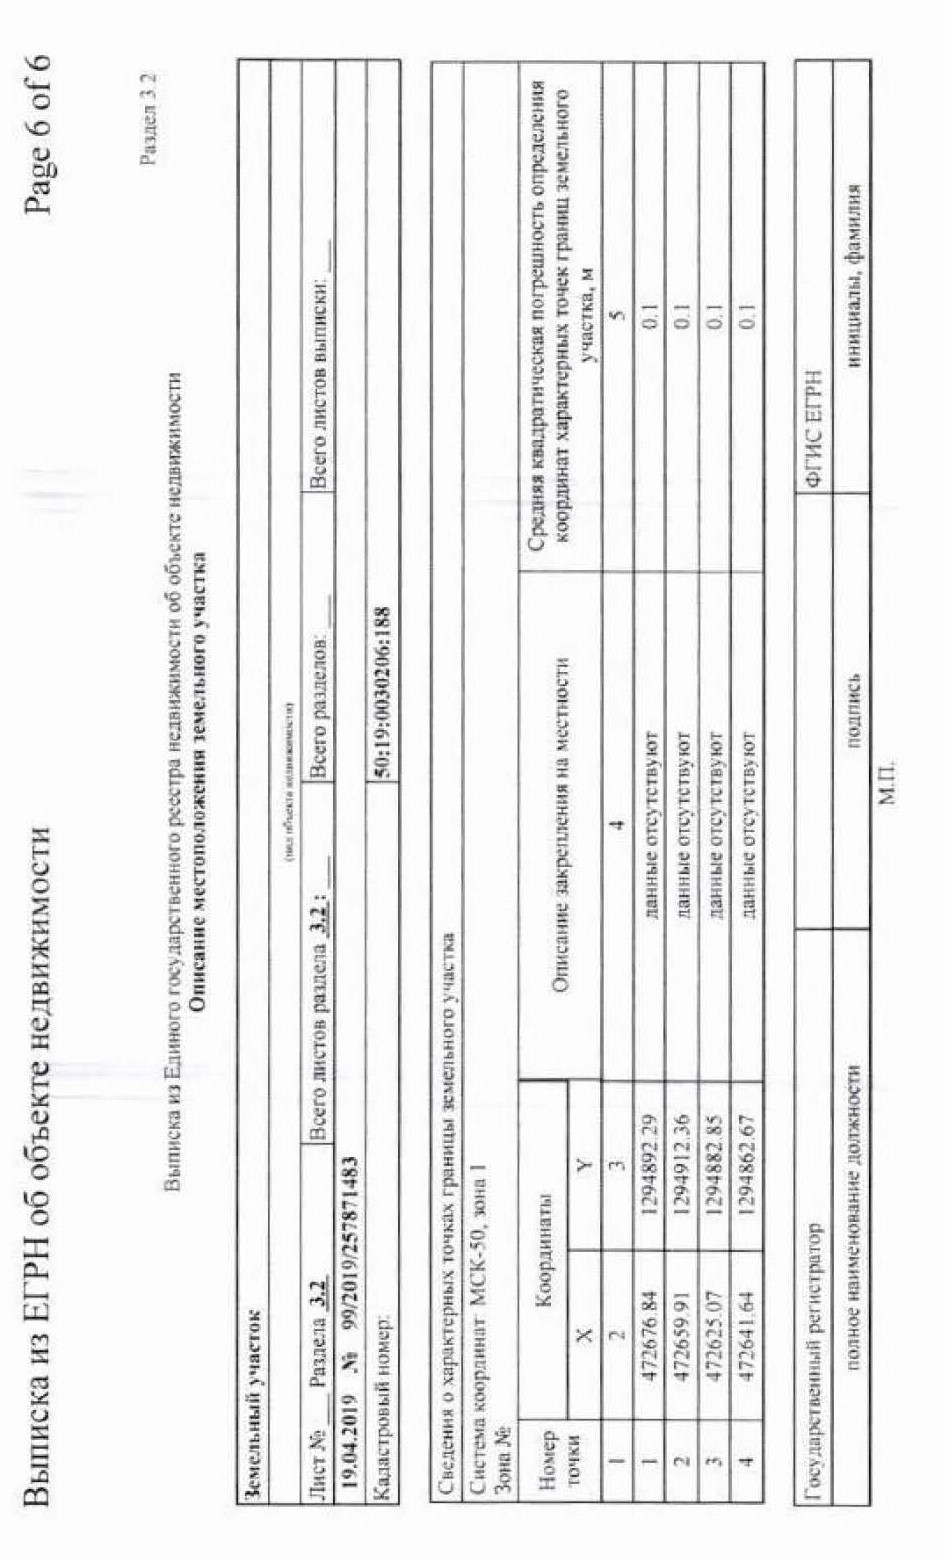 Выписка из ЕГРН об объекте недвижимости Page 6 of 6
Раздел 3.2
Выписка из Единого государственного реестра недвижимости об объекте недвижимости
Описание местоположения земельного участка
Земельный участок
(вид объекта недвижимости)
Лист № ___ Раздела 3.2 Всего листов раздела 3.2 : ___ Всего разделов: ___ Всего листов выписки: ___
19.04.2019 № 99/2019/257871483
Кадастровый номер: 50:19:0030206:188
Сведения о характерных точках границы земельного участка
Система координат МСК-50, зона 1
Зона №
Номер точки Координаты Описание закрепления на местности Средняя квадратическая погрешность определения координат характерных точек границ земельного участка, м
X Y
1 2 3 4 5
1 472676.84 1294892.29 данные отсутствуют 0.1
2 472659.91 1294912.36 данные отсутствуют 0.1
3 472625.07 1294882.85 данные отсутствуют 0.1
4 472641.64 1294862.67 данные отсутствуют 0.1
Государственный регистратор ФГИС ЕГРН
полное наименование должности подпись инициалы, фамилия
М.П.